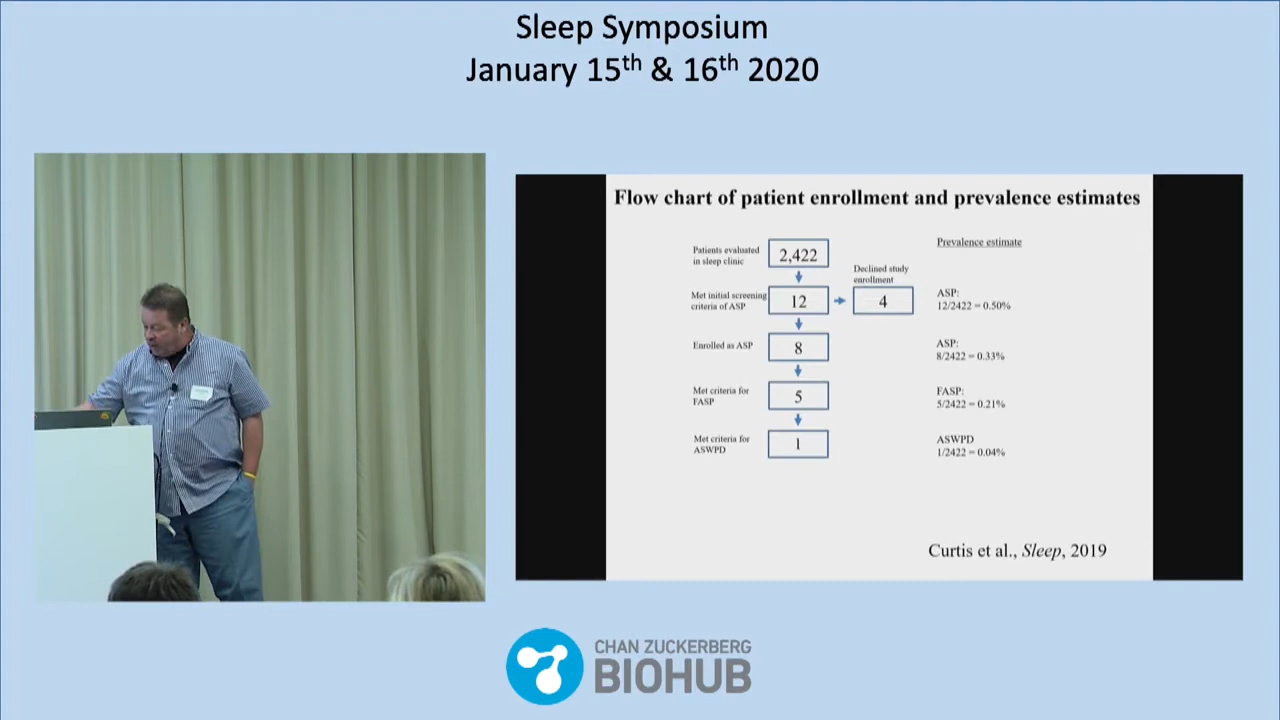 Sleep Symposium
January 15th & 16th 2020
Flow chart of patient enrollment and prevalence estimates
Patients evaluated
in sleep clinic
2,422
Prevalence estimate
Declined study
enrollment
Met initial screening
criteria of ASP
12
4
ASP:
12/2422 = 0.50%
Enrolled as ASP
8
ASP:
8/2422 = 0.33%
Met criteria for
FASP
5
FASP:
5/2422 = 0.21%
Met criteria for
ASWPD
1
ASWPD
1/2422 = 0.04%
Curtis et al., Sleep, 2019
CHAN ZUCKERBERG
BIOHUB